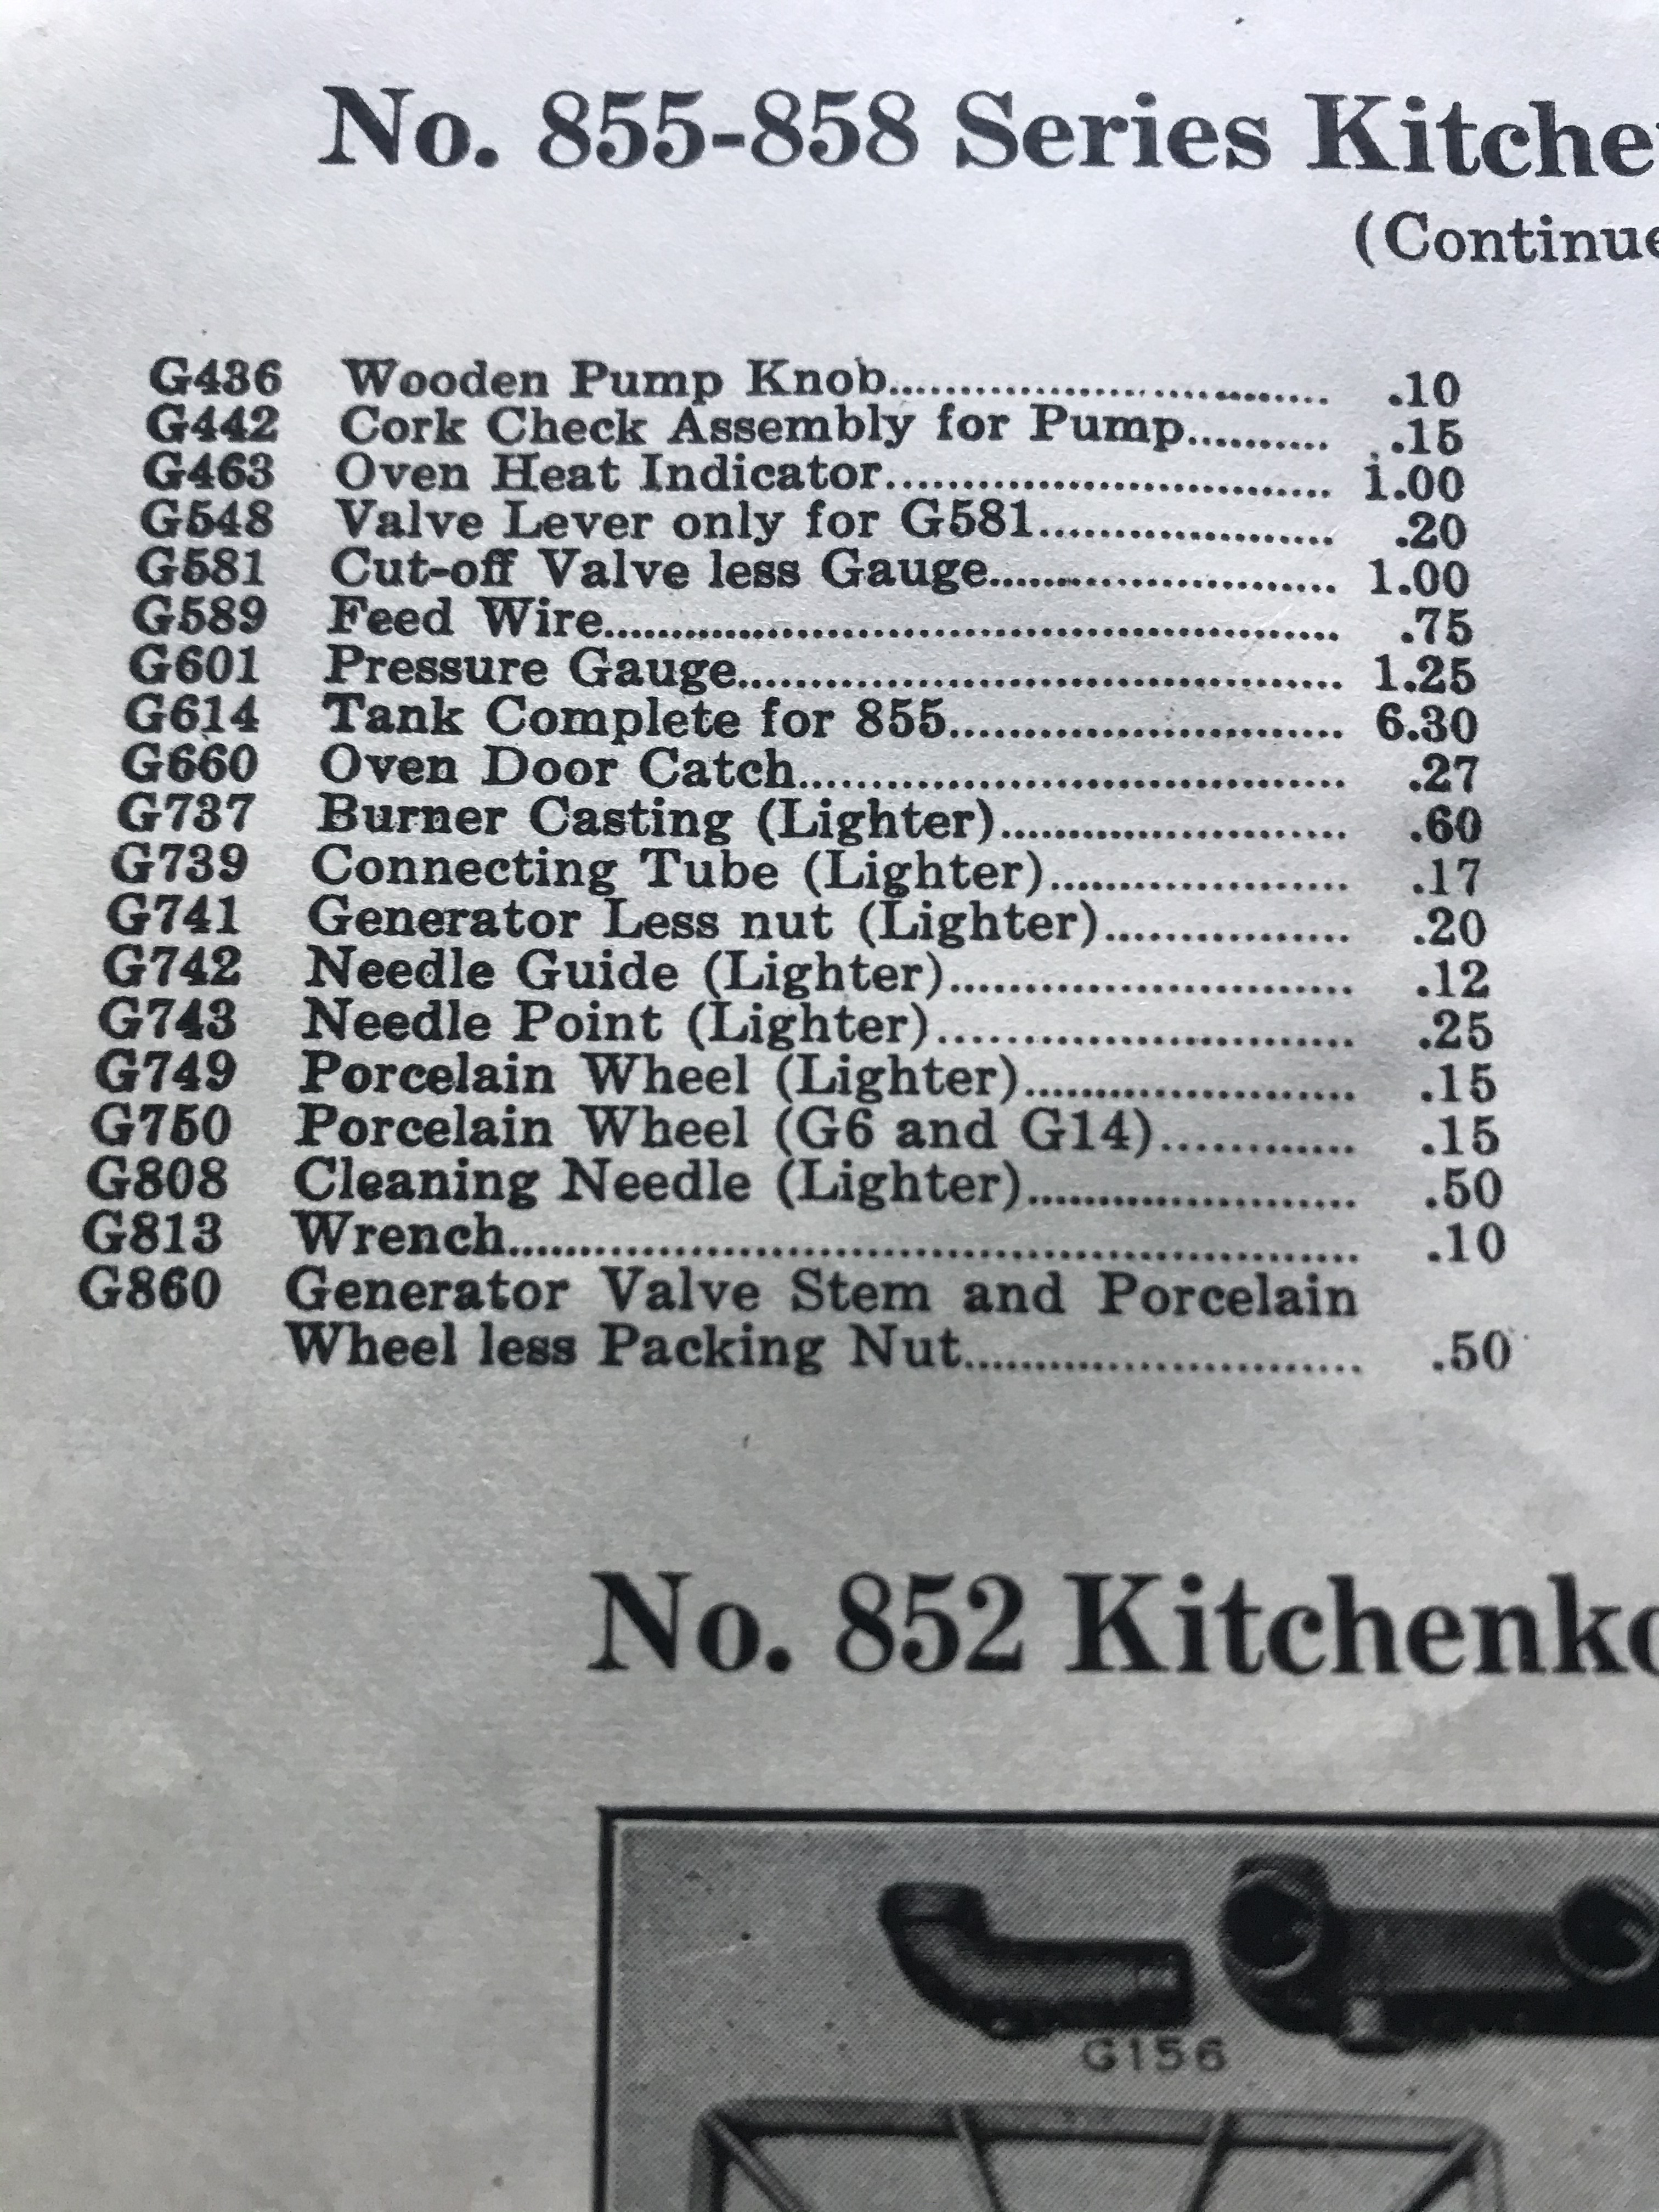 No. 855-858 Series Kitche
(Continue
G436 Wooden Pump Knob .10
G442 Cork Check Assembly for Pump .15
G463 Oven Heat Indicator 1.00
G548 Valve Lever only for G581 .20
G581 Cut-off Valve less Gauge 1.00
G589 Feed Wire .75
G601 Pressure Gauge 1.25
G614 Tank Complete for 855 6.30
G660 Oven Door Catch .27
G737 Burner Casting (Lighter) .60
G739 Connecting Tube (Lighter) .17
G741 Generator Less nut (Lighter) .20
G742 Needle Guide (Lighter) .12
G743 Needle Point (Lighter) .25
G749 Porcelain Wheel (Lighter) .15
G750 Porcelain Wheel (G6 and G14) .15
G808 Cleaning Needle (Lighter) .50
G813 Wrench .10
G860 Generator Valve Stem and Porcelain
Wheel less Packing Nut .50
No. 852 Kitchenko
G156